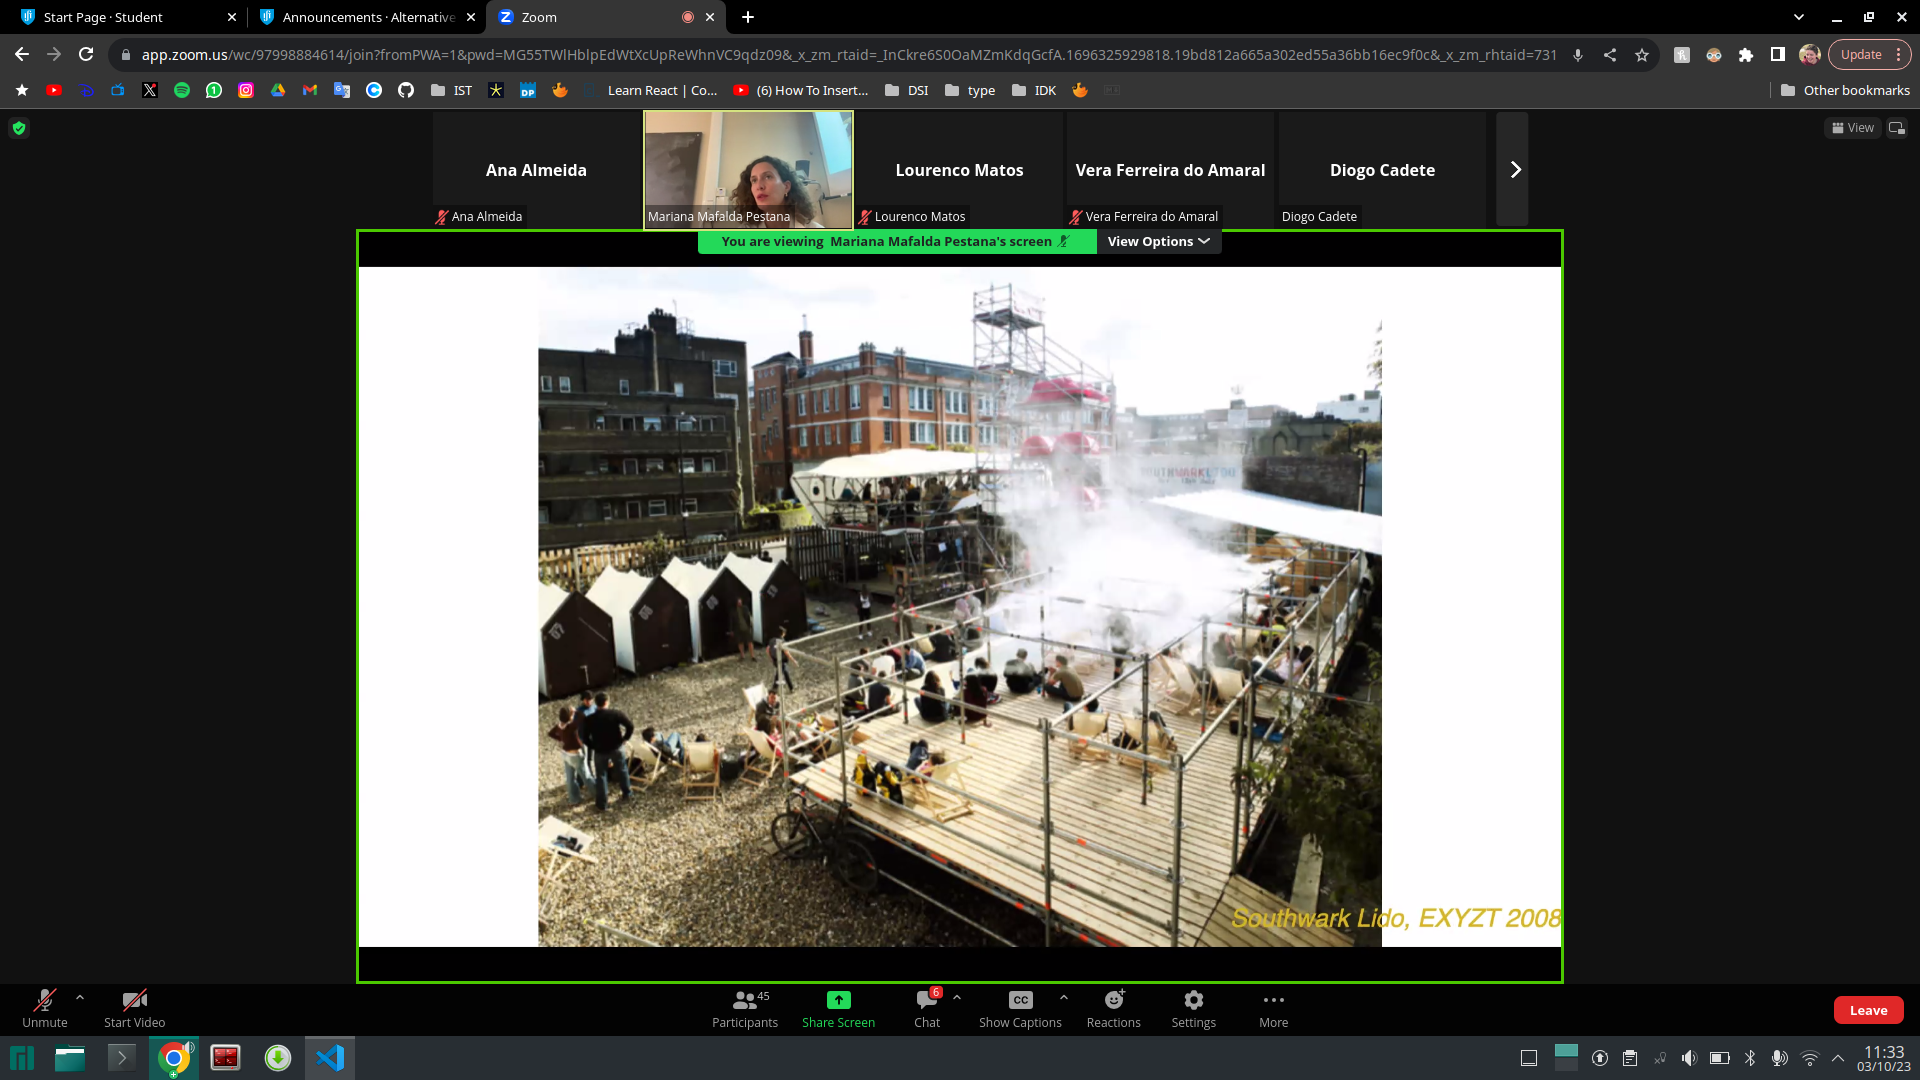 Start Page · Student
Announcements · Alternative
Zoom
app.zoom.us/wc/97998884614/join?fromPWA=1&pwd=MG55TWlHblpEdWtXcUpReWhnVC9qdz09&_x_zm_rtaid=_InCkre6S0OaMZmKdqGcfA.1696325929818.19bd812a665a302ed55a36bb16ec9f0c&_x_zm_rhtaid=731
Update
IST
Learn React | Co...
(6) How To Insert...
DSI
type
IDK
Other bookmarks
View
Ana Almeida
Lourenco Matos
Vera Ferreira do Amaral
Diogo Cadete
Ana Almeida
Mariana Mafalda Pestana
Lourenco Matos
Vera Ferreira do Amaral
Diogo Cadete
You are viewing Mariana Mafalda Pestana's screen
View Options
Southwark Lido, EXYZT 2008
Unmute
Start Video
45
Participants
Share Screen
6
Chat
CC
Show Captions
Reactions
Settings
More
Leave
11:33
03/10/23